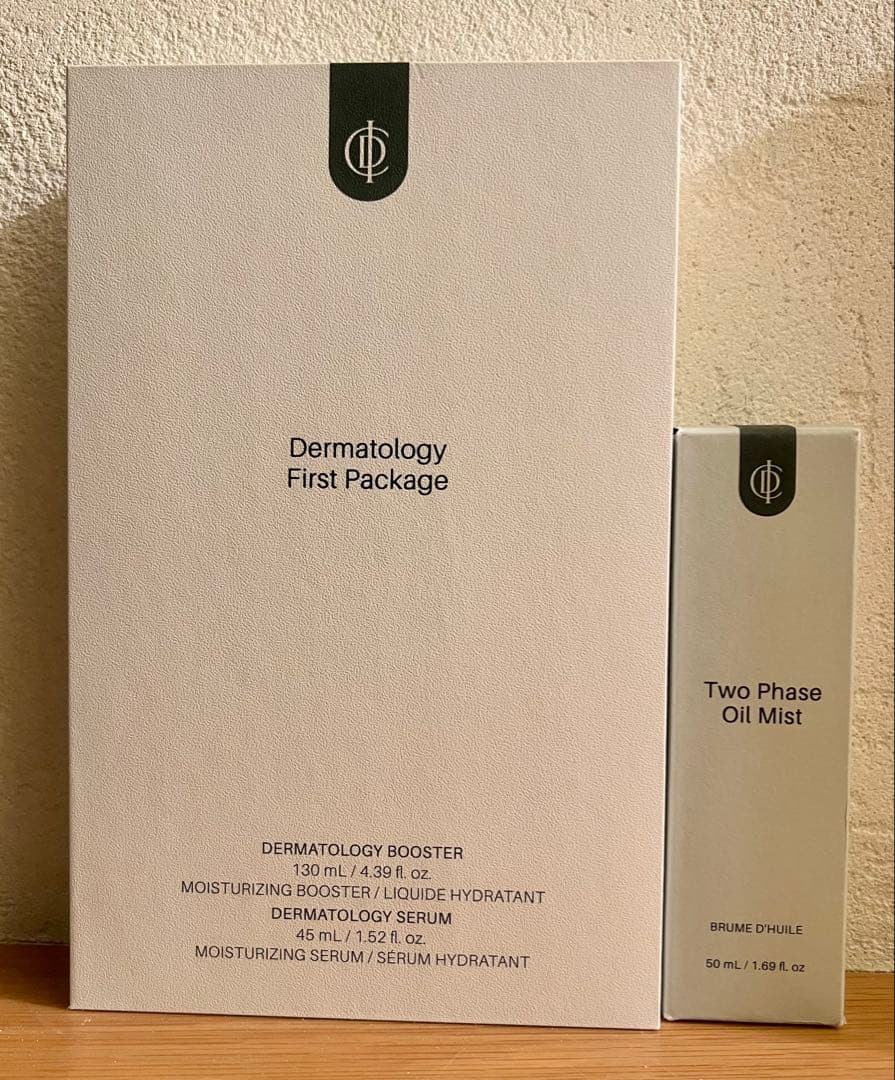 Dermatology
First Package
DERMATOLOGY BOOSTER
130 mL / 4.39 fl. oz.
MOISTURIZING BOOSTER / LIQUIDE HYDRATANT
DERMATOLOGY SERUM
45 mL / 1.52 fl. oz.
MOISTURIZING SERUM / SÉRUM HYDRATANT
Two Phase
Oil Mist
BRUME D'HUILE
50 mL / 1.69 fl. oz